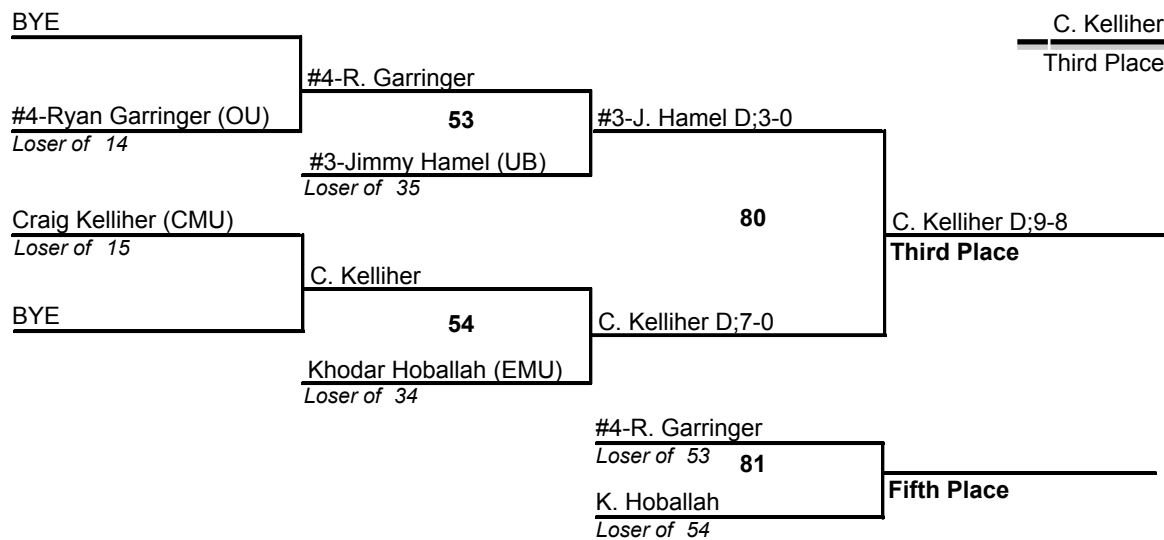 BYE
C. Kelliher
Third Place
#4-R. Garringer
#4-Ryan Garringer (OU)
Loser of 14
53
#3-J. Hamel D;3-0
#3-Jimmy Hamel (UB)
Loser of 35
Craig Kelliher (CMU)
Loser of 15
80
C. Kelliher D;9-8
Third Place
C. Kelliher
BYE
54
C. Kelliher D;7-0
Khodar Hoballah (EMU)
Loser of 34
#4-R. Garringer
Loser of 53
81
Fifth Place
K. Hoballah
Loser of 54